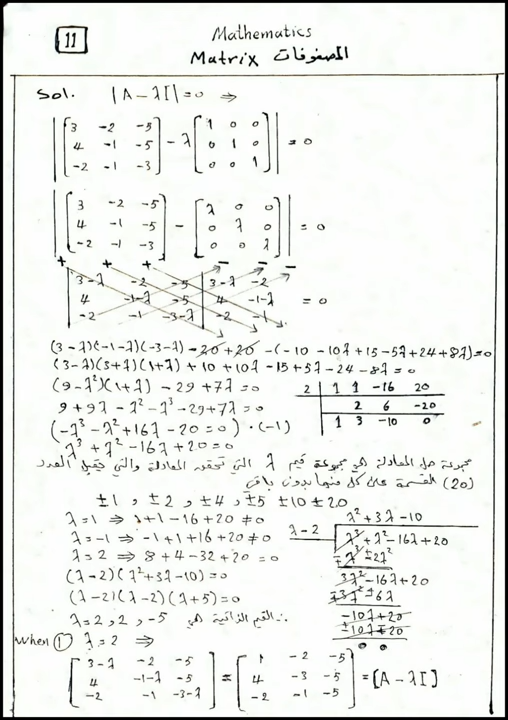 11
Mathematics
Matrix المصفوفات
Sol. |A - λI| = 0 ⇒
| [3 -2 -5] - λ [1 0 0] | = 0
| [4 -1 -5] [0 1 0] |
| [-2 -1 -3] [0 0 1] |
| [3 -2 -5] - [λ 0 0] | = 0
| [4 -1 -5] [0 λ 0] |
| [-2 -1 -3] [0 0 λ] |
+ + + - - -
| 3-λ -2 -5 | 3-λ -2
| 4 -1-λ -5 | 4 -1-λ = 0
| -2 -1 -3-λ | -2 -1
(3-λ)(-1-λ)(-3-λ) -20 +20 -(-10 -10λ +15 -5λ +24 +8λ) = 0
(3-λ)(3+λ)(1+λ) + 10 + 10λ -15 + 5λ - 24 - 8λ = 0
(9-λ²)(1+λ) - 29 + 7λ = 0
9 + 9λ - λ² - λ³ - 29 + 7λ = 0
(-λ³ - λ² + 16λ - 20 = 0) · (-1)
λ³ + λ² - 16λ + 20 = 0
2 | 1 1 -16 20
2 6 -20
1 3 -10 0
مجموعة حل المعادلة هي مجموعة قيم λ التي تحقق المعادلة والتي يقبل العدد
(20) القسمة على كل منها بدون باقي
±1 , ±2 , ±4 , ±5 ±10 ±20
λ = 1 ⇒ 1+1-16+20 ≠ 0
λ = -1 ⇒ -1+1+16+20 ≠ 0
λ = 2 ⇒ 8+4-32+20 = 0
(λ-2)(λ²+3λ-10) = 0
(λ-2)(λ-2)(λ+5) = 0
λ = 2 , 2 , -5 ∴ القيم الذاتية هي
λ² + 3λ - 10
λ - 2 | λ³ + λ² - 16λ + 20
∓λ³ ± 2λ²
3λ² - 16λ + 20
∓3λ² ± 6λ
-10λ + 20
±10λ ∓ 20
0 0
When ① λ = 2 ⇒
[3-λ -2 -5] = [1 -2 -5] = [A - λI]
[4 -1-λ -5] [4 -3 -5]
[-2 -1 -3-λ] [-2 -1 -5]